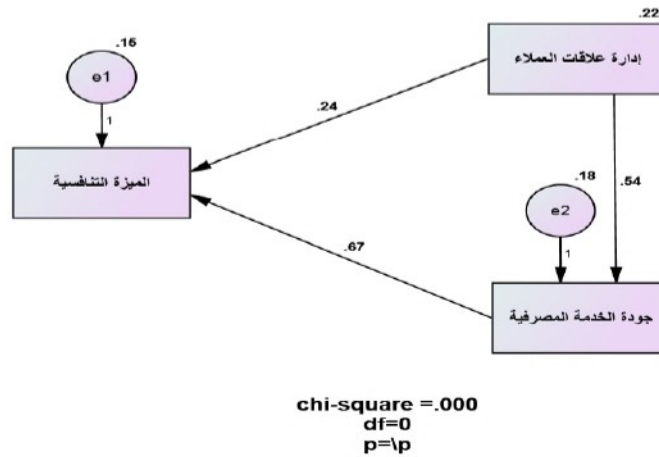 .15
e1
1
الميزة التنافسية
.22
إدارة علاقات العملاء
.24
.54
.18
e2
1
.67
جودة الخدمة المصرفية
chi-square =.000
df=0
p=\p